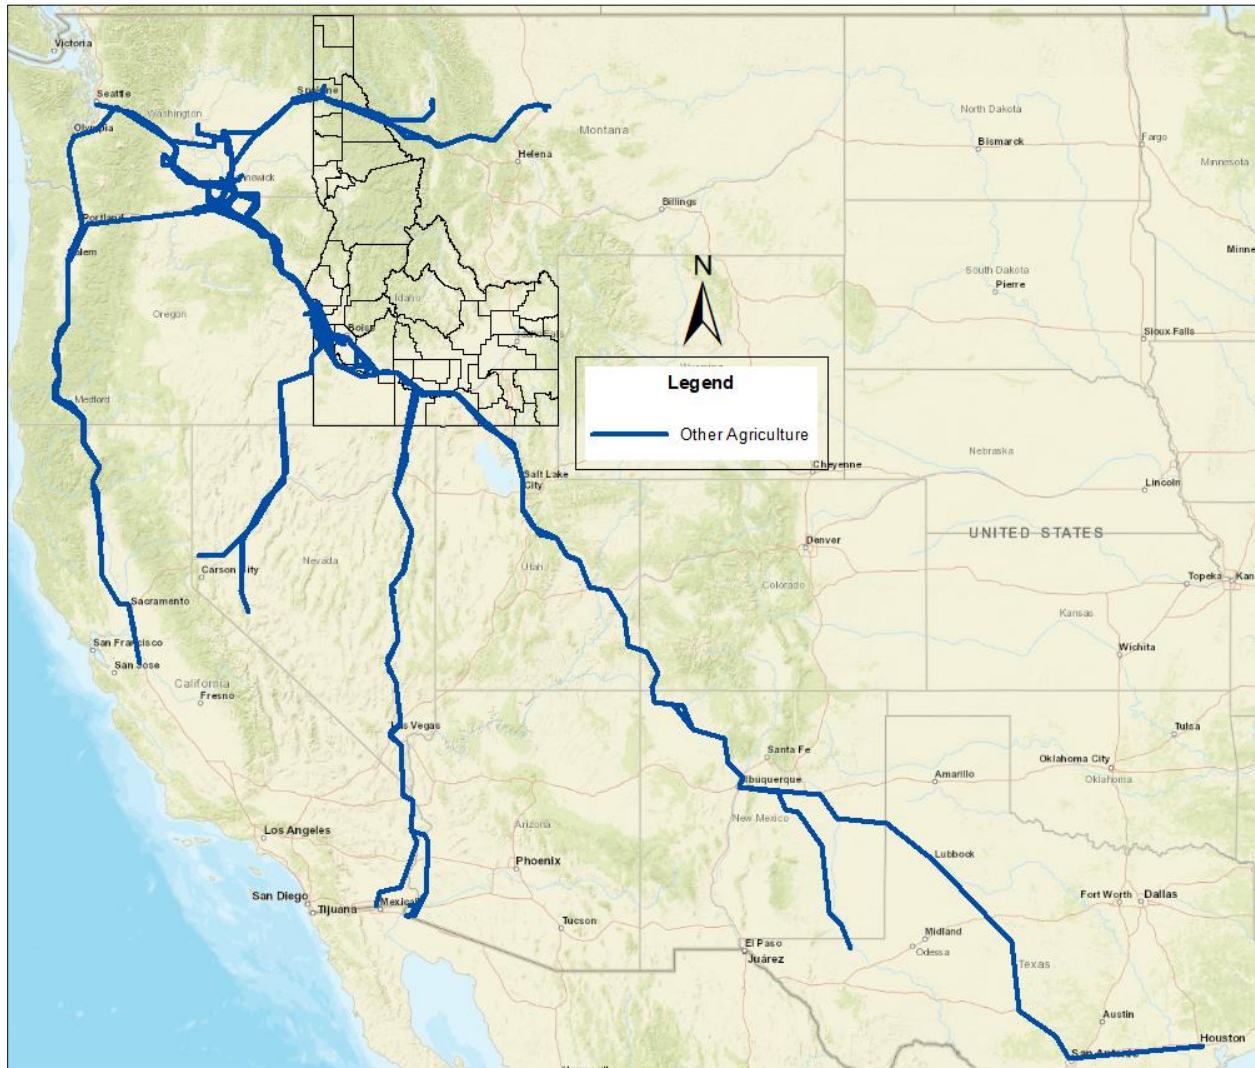 Victoria
Seattle
Washington
Olympia
Spokane
Montana
North Dakota
Bismarck
Fargo
Minnesota
Helena
Billings
Portland
Salem
Oregon
Idaho
Boise
N
South Dakota
Pierre
Minne
Sioux Falls
Medford
Legend
Other Agriculture
Cheyenne
Nebraska
Lincoln
Salt Lake
City
UNITED STATES
Denver
Nevada
Utah
Colorado
Carson City
Topeka
Kan
Kansas
Sacramento
San Francisco
San Jose
California
Fresno
Wichita
Las Vegas
Tulsa
Santa Fe
Albuquerque
Oklahoma City
Oklahoma
Amarillo
Arizona
New Mexico
Los Angeles
Phoenix
Lubbock
San Diego
Tijuana
Mexicali
Fort Worth
Dallas
Tucson
El Paso
Juárez
Midland
Odessa
Texas
Austin
San Antonio
Houston